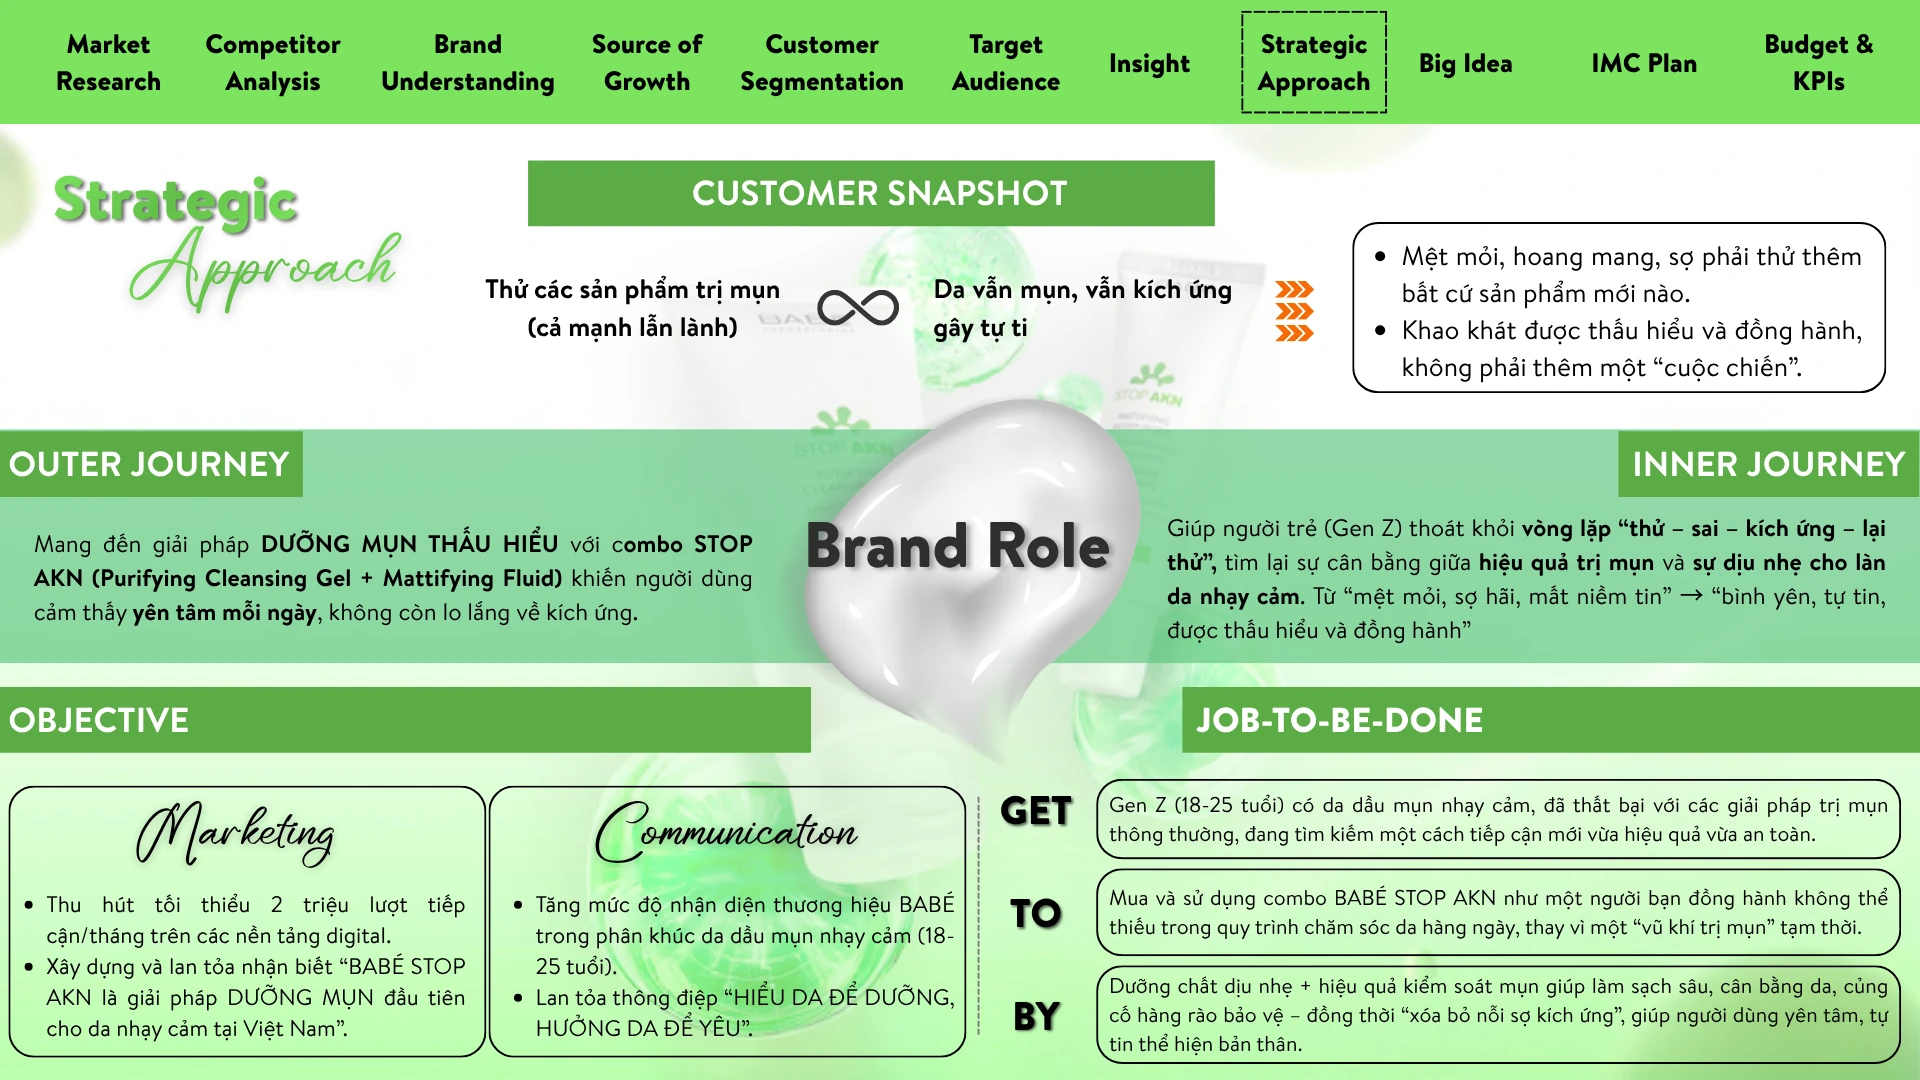 Market
Research
Competitor
Analysis
Brand
Understanding
Source of
Growth
Customer
Segmentation
Target
Audience
Insight
Strategic
Approach
Big Idea
IMC Plan
Budget &
KPIs
Strategic
Approach
CUSTOMER SNAPSHOT
Thử các sản phẩm trị mụn
(cả mạnh lẫn lành)
Da vẫn mụn, vẫn kích ứng
gây tự ti
• Mệt mỏi, hoang mang, sợ phải thử thêm
bất cứ sản phẩm mới nào.
• Khao khát được thấu hiểu và đồng hành,
không phải thêm một “cuộc chiến”.
BABÉ
STOP AKN
STOP AKN
OUTER JOURNEY
Mang đến giải pháp DƯỠNG MỤN THẤU HIỂU với combo STOP
AKN (Purifying Cleansing Gel + Mattifying Fluid) khiến người dùng
cảm thấy yên tâm mỗi ngày, không còn lo lắng về kích ứng.
Brand Role
INNER JOURNEY
Giúp người trẻ (Gen Z) thoát khỏi vòng lặp “thử – sai – kích ứng – lại
thử”, tìm lại sự cân bằng giữa hiệu quả trị mụn và sự dịu nhẹ cho làn
da nhạy cảm. Từ “mệt mỏi, sợ hãi, mất niềm tin” → “bình yên, tự tin,
được thấu hiểu và đồng hành”
OBJECTIVE
Marketing
• Thu hút tối thiểu 2 triệu lượt tiếp
cận/tháng trên các nền tảng digital.
• Xây dựng và lan tỏa nhận biết “BABÉ STOP
AKN là giải pháp DƯỠNG MỤN đầu tiên
cho da nhạy cảm tại Việt Nam”.
Communication
• Tăng mức độ nhận diện thương hiệu BABÉ
trong phân khúc da dầu mụn nhạy cảm (18-
25 tuổi).
• Lan tỏa thông điệp “HIỂU DA ĐỂ DƯỠNG,
HƯỞNG DA ĐỂ YÊU”.
JOB-TO-BE-DONE
GET
Gen Z (18-25 tuổi) có da dầu mụn nhạy cảm, đã thất bại với các giải pháp trị mụn
thông thường, đang tìm kiếm một cách tiếp cận mới vừa hiệu quả vừa an toàn.
TO
Mua và sử dụng combo BABÉ STOP AKN như một người bạn đồng hành không thể
thiếu trong quy trình chăm sóc da hàng ngày, thay vì một “vũ khí trị mụn” tạm thời.
BY
Dưỡng chất dịu nhẹ + hiệu quả kiểm soát mụn giúp làm sạch sâu, cân bằng da, củng
cố hàng rào bảo vệ – đồng thời “xóa bỏ nỗi sợ kích ứng”, giúp người dùng yên tâm, tự
tin thể hiện bản thân.